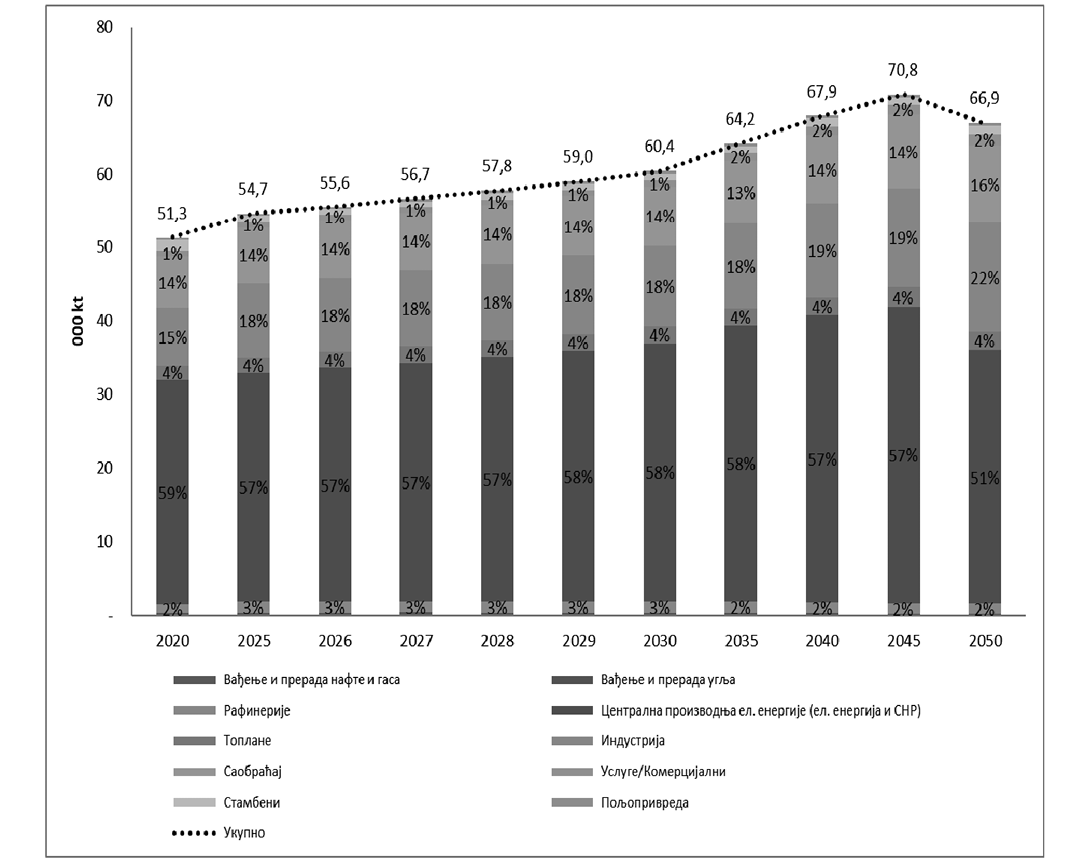 80
70
60
50
40
30
20
10
-
000 kt
51,3
54,7
55,6
56,7
57,8
59,0
60,4
64,2
67,9
70,8
66,9
1% 1% 1% 1% 1% 1% 1% 2% 2% 2% 2%
14% 14% 14% 14% 14% 14% 14% 13% 14% 14% 16%
15% 18% 18% 18% 18% 18% 18% 18% 19% 19% 22%
4% 4% 4% 4% 4% 4% 4% 4% 4% 4% 4%
59% 57% 57% 57% 57% 58% 58% 58% 57% 57% 51%
2% 3% 3% 3% 3% 3% 3% 2% 2% 2% 2%
2020 2025 2026 2027 2028 2029 2030 2035 2040 2045 2050
Вађење и прерада нафте и гаса
Вађење и прерада угља
Рафинерије
Централна производња ел. енергије (ел. енергија и CHP)
Топлане
Индустрија
Саобраћај
Услуге/Комерцијални
Стамбени
Пољопривреда
Укупно